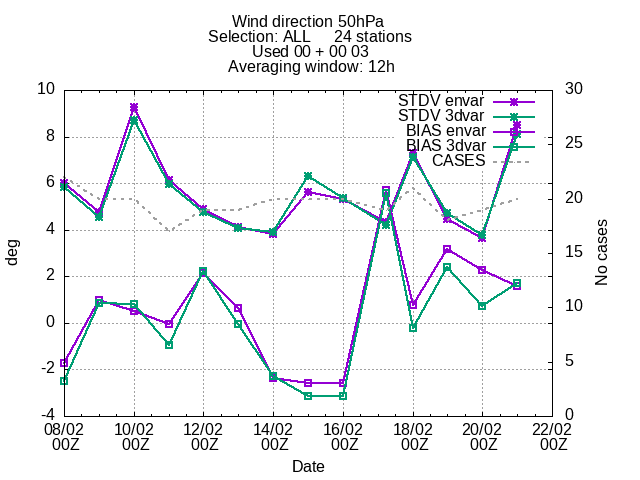 Wind direction 50hPa
Selection: ALL 24 stations
Used 00 + 00 03
Averaging window: 12h
10
8
6
4
2
0
-2
-4
deg
30
25
20
15
10
5
0
No cases
STDV envar
STDV 3dvar
BIAS envar
BIAS 3dvar
CASES
08/02 10/02 12/02 14/02 16/02 18/02 20/02 22/02
00Z 00Z 00Z 00Z 00Z 00Z 00Z 00Z
Date